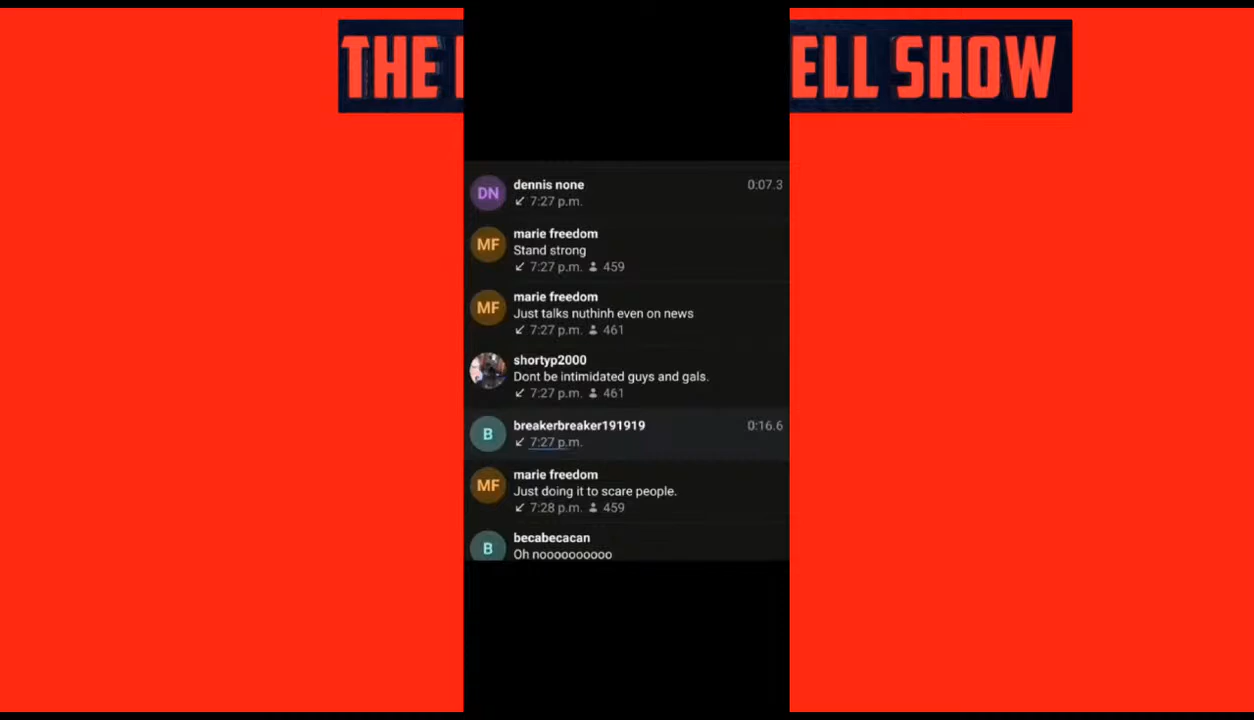 THE
ELL SHOW
DN
dennis none
0:07.3
7:27 p.m.
MF
marie freedom
Stand strong
7:27 p.m. 459
MF
marie freedom
Just talks nuthinh even on news
7:27 p.m. 461
shortyp2000
Dont be intimidated guys and gals.
7:27 p.m. 461
B
breakerbreaker191919
0:16.6
7:27 p.m.
MF
marie freedom
Just doing it to scare people.
7:28 p.m. 459
B
becabecacan
Oh noooooooooo